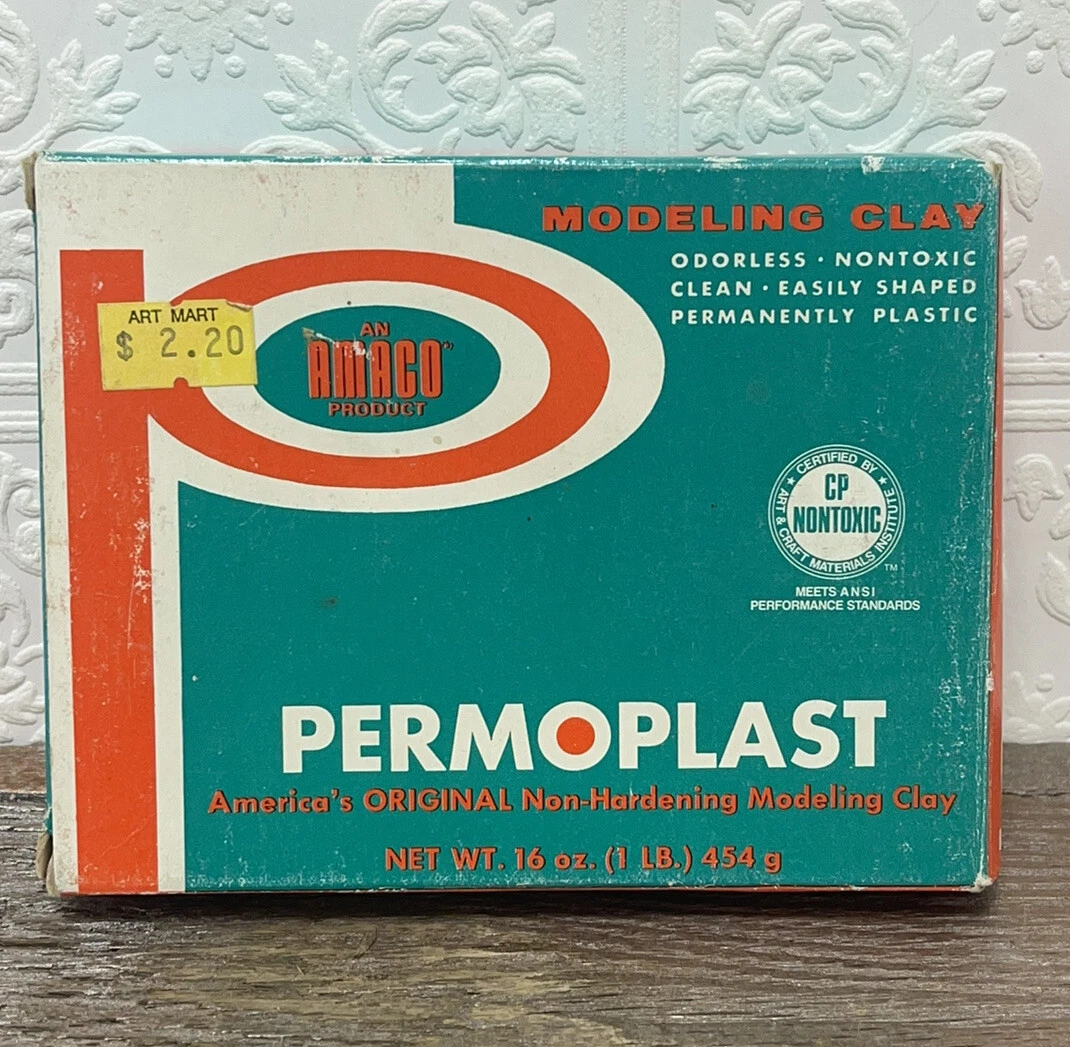 MODELING CLAY
ODORLESS · NONTOXIC
CLEAN · EASILY SHAPED
PERMANENTLY PLASTIC
ART MART
$ 2.20
AN
AMACO
PRODUCT
CERTIFIED BY
CP
NONTOXIC
ART & CRAFT MATERIALS INSTITUTE
TM
MEETS ANSI
PERFORMANCE STANDARDS
PERMOPLAST
America's ORIGINAL Non-Hardening Modeling Clay
NET WT. 16 oz. (1 LB.) 454 g